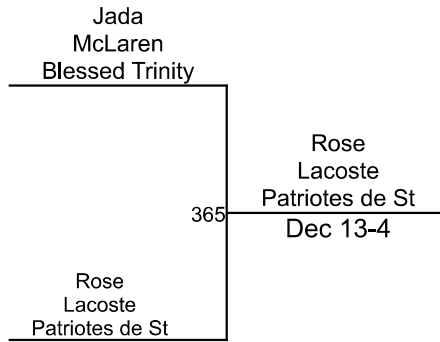 Jada
McLaren
Blessed Trinity
Rose
Lacoste
Patriotes de St
365
Dec 13-4
Rose
Lacoste
Patriotes de St